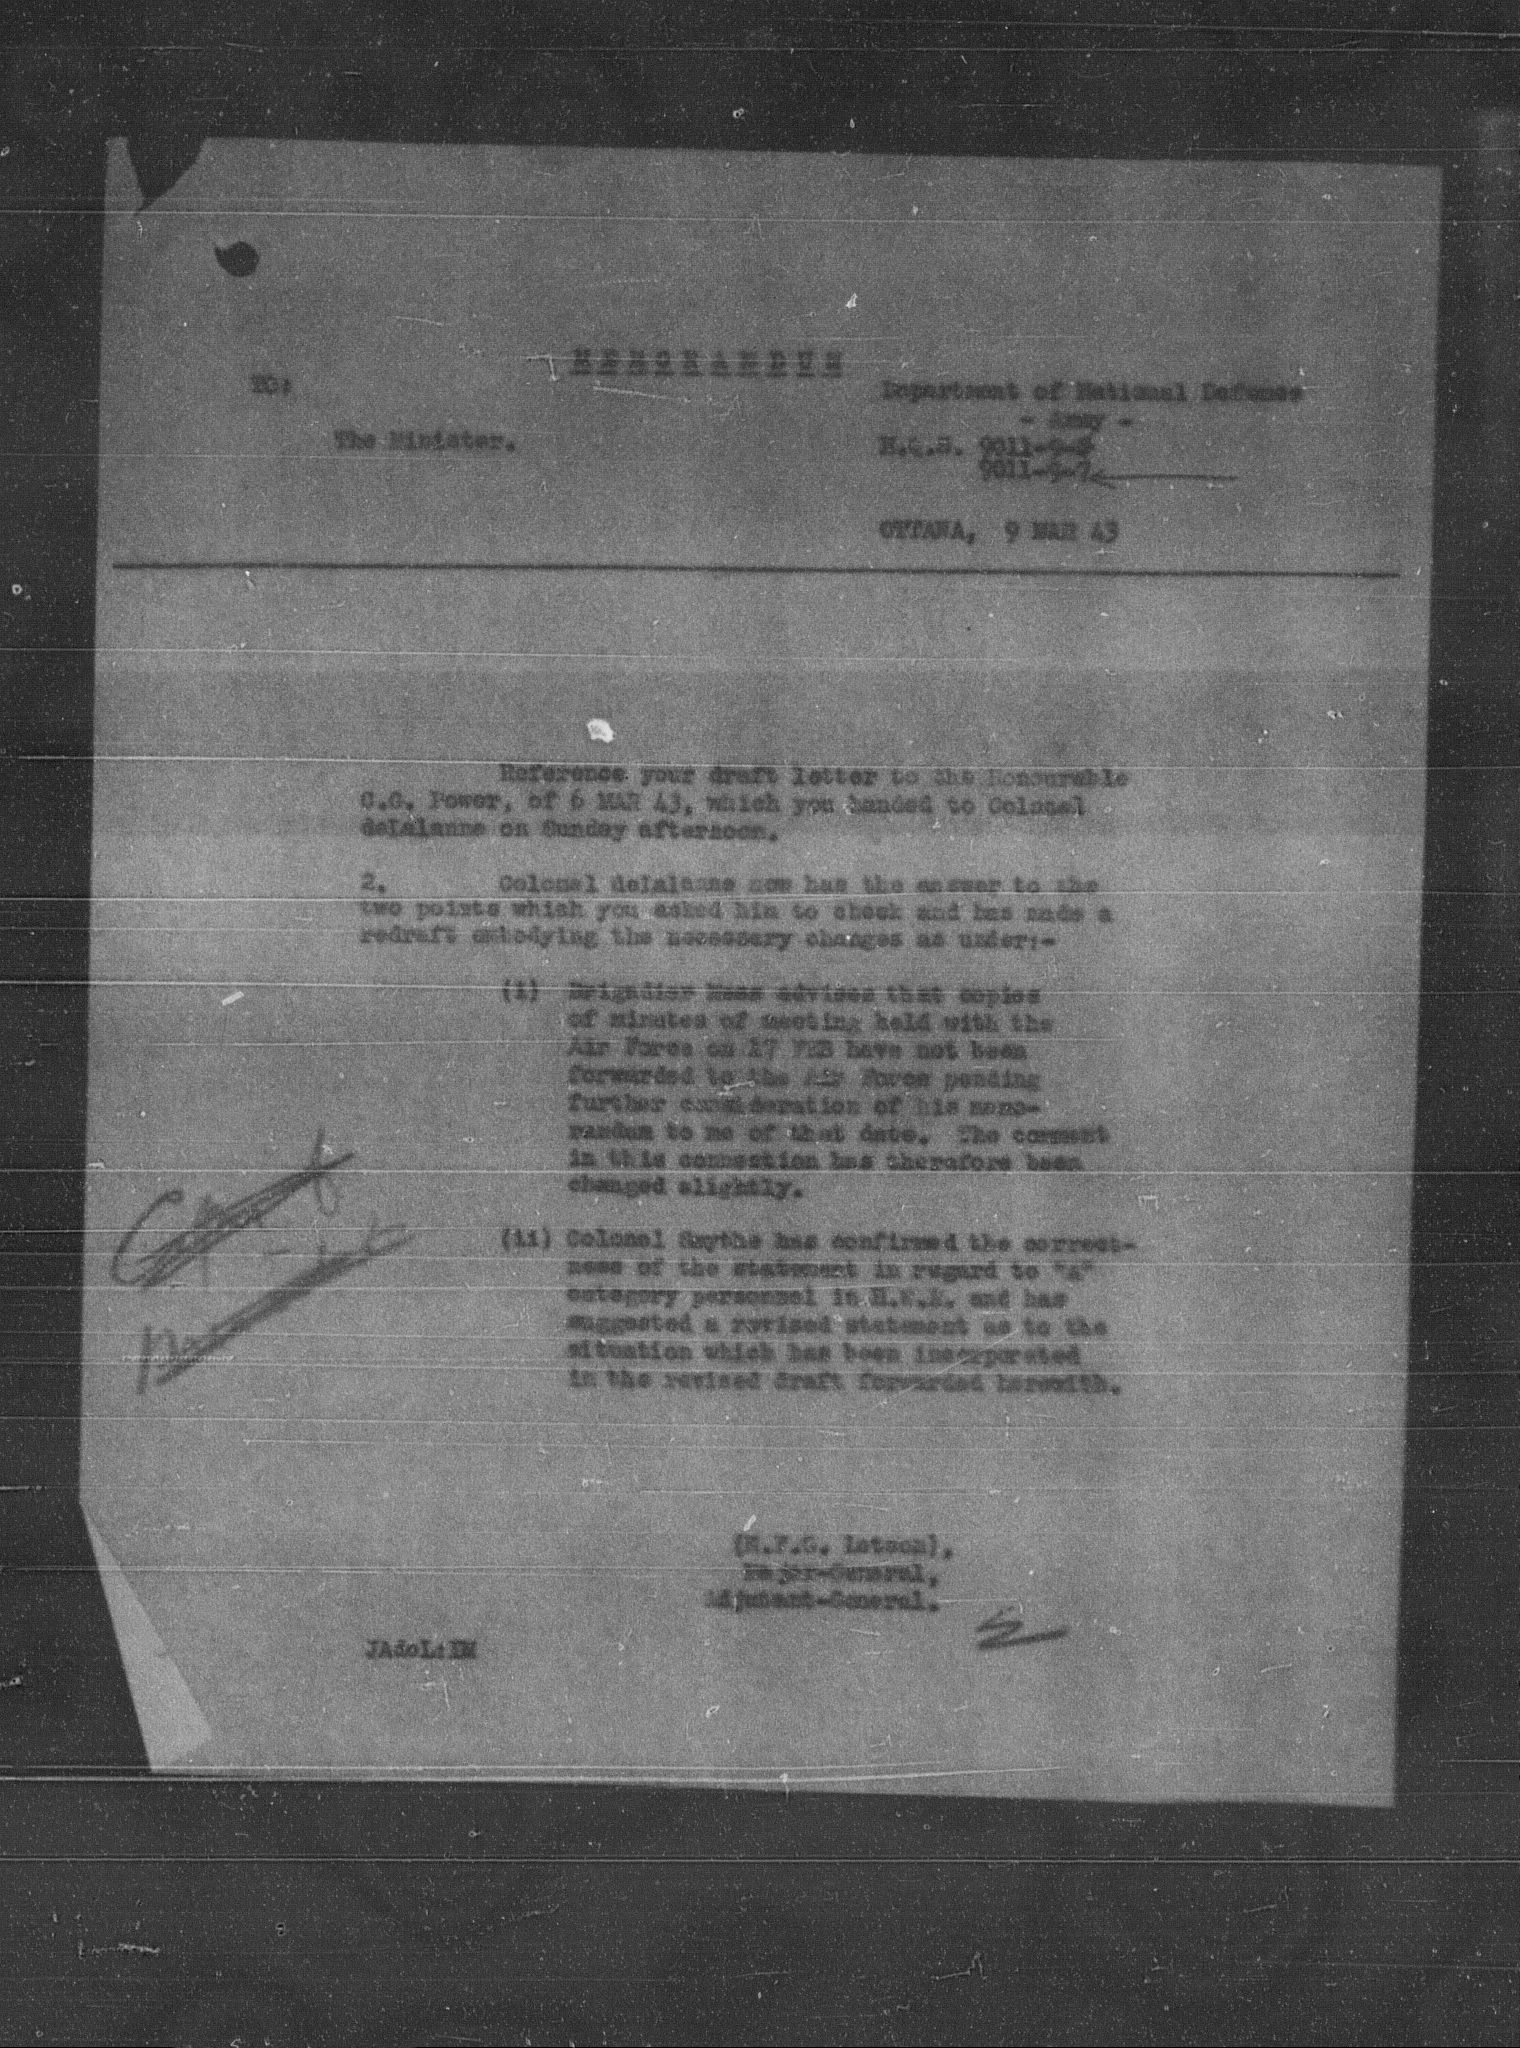 MEMORANDUM
TO:
Department of National Defence
- Army -
The Minister.
H.Q.S. 9011-9-8
9011-9-7
OTTAWA, 9 MAR 43
Reference your draft letter to the Honourable
C.G. Power, of 6 MAR 43, which you handed to Colonel
deLalanne on Sunday afternoon.
2. Colonel deLalanne now has the answer to the
two points which you asked him to check and has made a
redraft embodying the necessary changes as under:-
(i) Brigadier Mess advises that copies
of minutes of meeting held with the
Air Force on 17 FEB have not been
forwarded to the Air Force pending
further consideration of his memo-
randum to me of that date. The comment
in this connection has therefore been
changed slightly.
(ii) Colonel Smythe has confirmed the correct-
ness of the statement in regard to "A"
category personnel in and has
suggested a revised statement as to the
situation which has been incorporated
in the revised draft forwarded herewith.
(H.F.G. Letson),
Major-General,
Adjutant-General.
JAdeL:IM